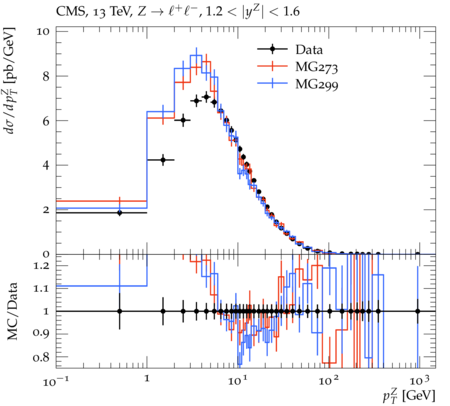 CMS, 13 TeV, Z → ℓ⁺ℓ⁻, 1.2 < |y^Z| < 1.6
dσ/dp_T^Z [pb/GeV]
10
8
6
4
2
0
Data
MG273
MG299
MC/Data
1.2
1.1
1
0.9
0.8
10⁻¹ 1 10¹ 10² 10³
p_T^Z [GeV]